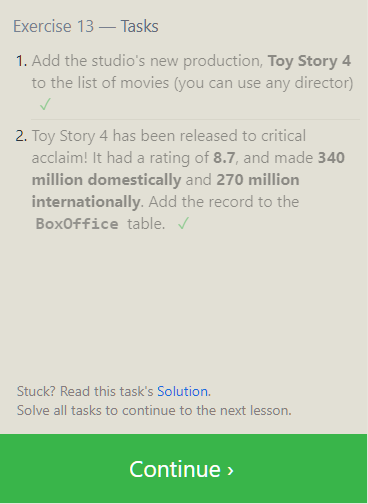 Exercise 13 — Tasks
1. Add the studio's new production, Toy Story 4
to the list of movies (you can use any director)
✓
2. Toy Story 4 has been released to critical
acclaim! It had a rating of 8.7, and made 340
million domestically and 270 million
internationally. Add the record to the
BoxOffice table. ✓
Stuck? Read this task's Solution.
Solve all tasks to continue to the next lesson.
Continue ›